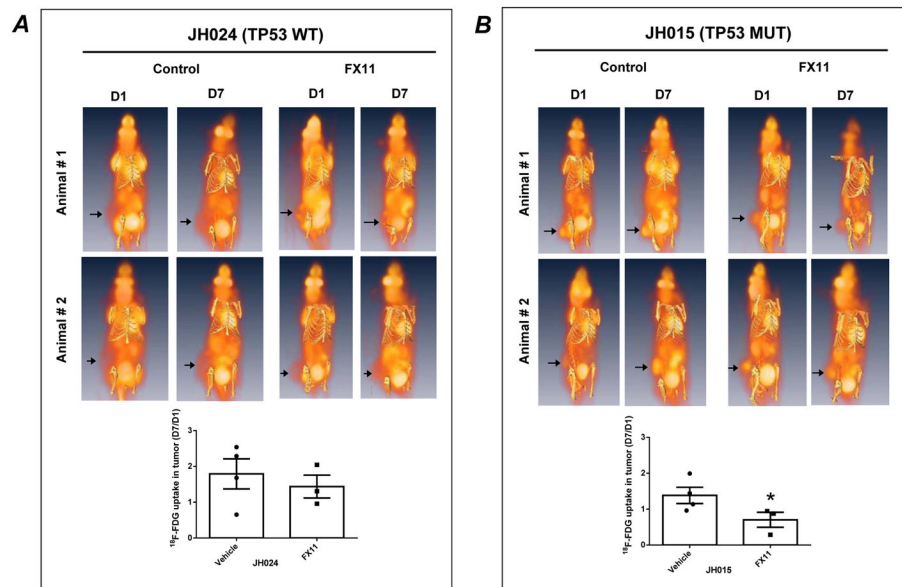 A
JH024 (TP53 WT)
Control FX11
D1 D7 D1 D7
Animal # 1
Animal # 2
¹⁸F-FDG uptake in tumor (D7/D1)
3
2
1
0
Vehicle FX11
JH024
B
JH015 (TP53 MUT)
Control FX11
D1 D7 D1 D7
Animal # 1
Animal # 2
¹⁸F-FDG uptake in tumor (D7/D1)
3
2
1
0
*
Vehicle FX11
JH015